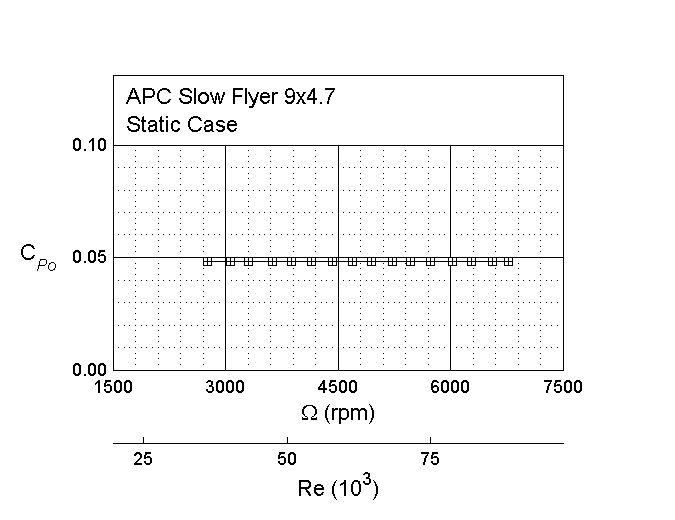 APC Slow Flyer 9x4.7
Static Case
0.10
C_Po 0.05
0.00
1500 3000 4500 6000 7500
Ω (rpm)
25 50 75
Re (10³)